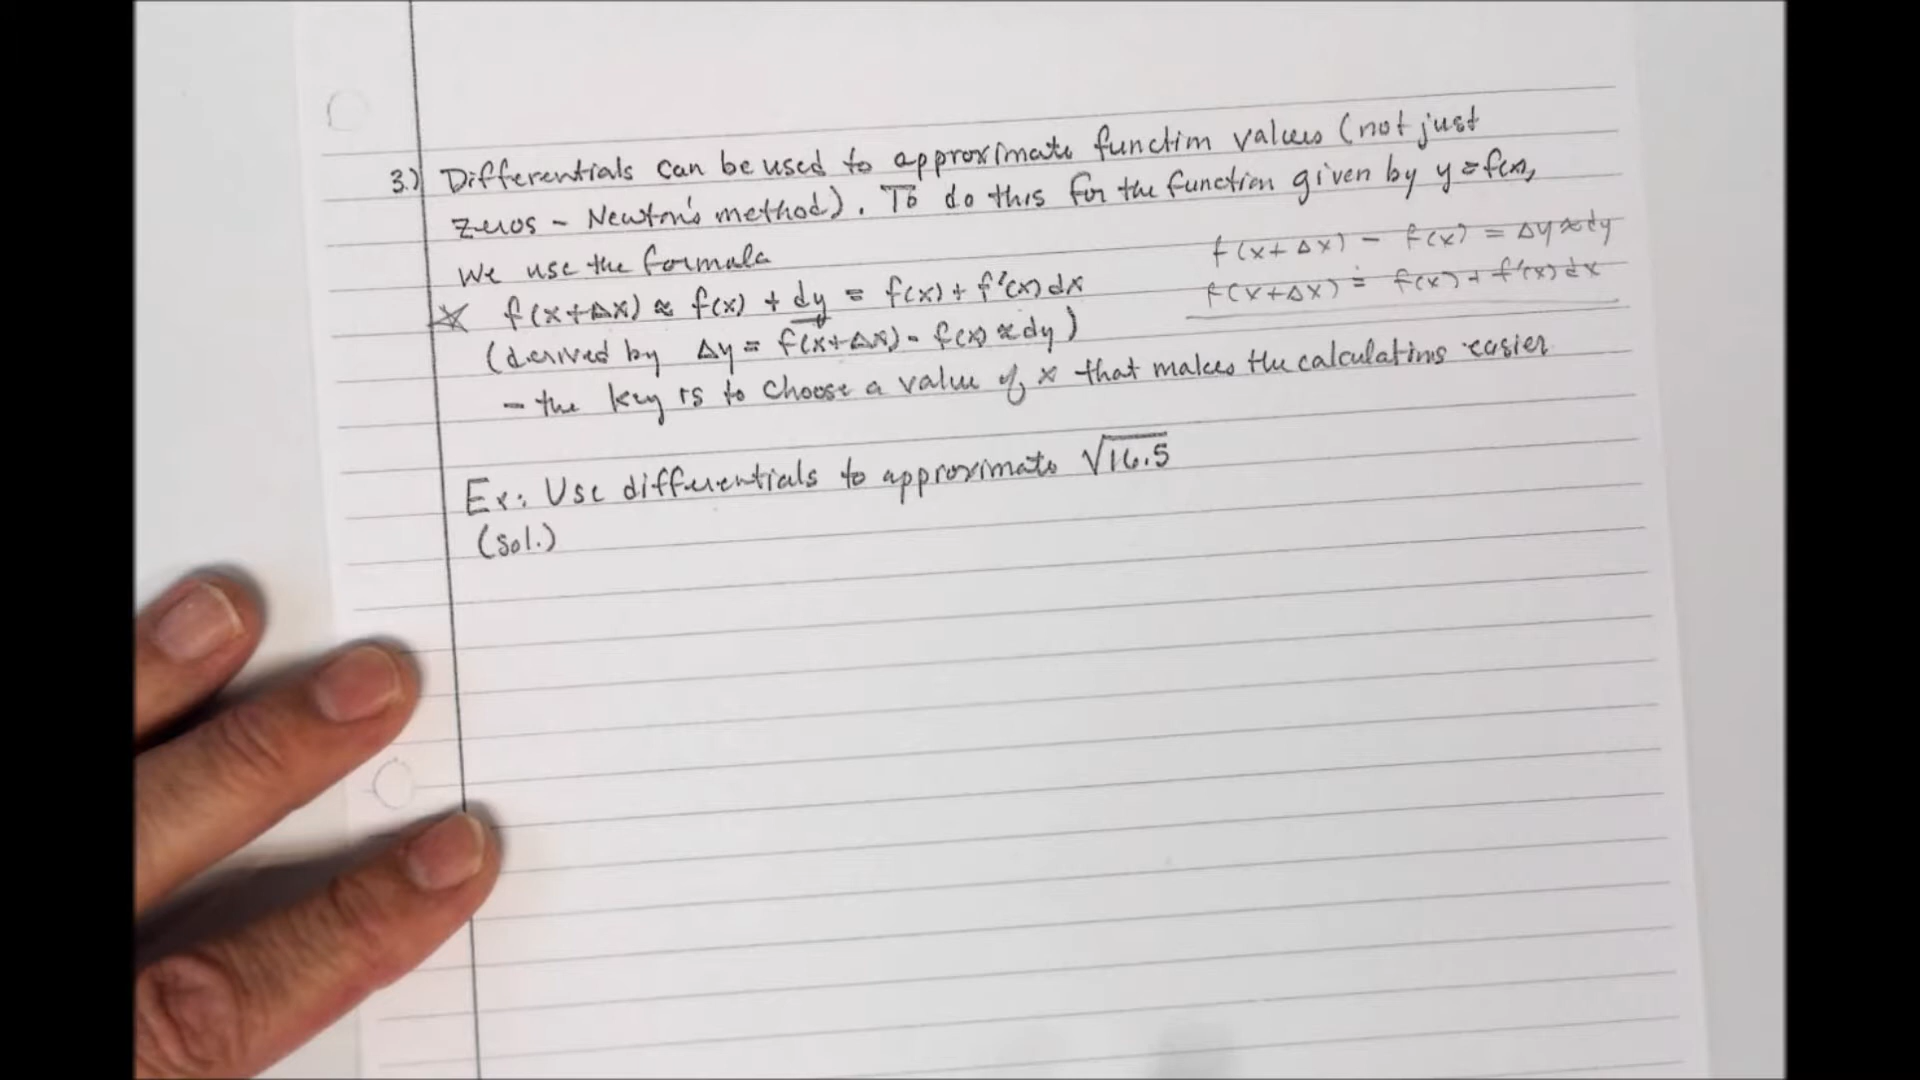 3.) Differentials can be used to approximate function values (not just
zeros - Newton's method). To do this for the function given by y = f(x),
we use the formula
f(x+Δx) - f(x) = Δy ≈ dy
f(x+Δx) ≐ f(x) + f'(x) dx
☆ f(x+Δx) ≈ f(x) + dy = f(x) + f'(x) dx
(derived by Δy = f(x+Δx) - f(x) ≈ dy)
- the key is to choose a value of x that makes the calculations easier
Ex: Use differentials to approximate √16.5
(Sol.)